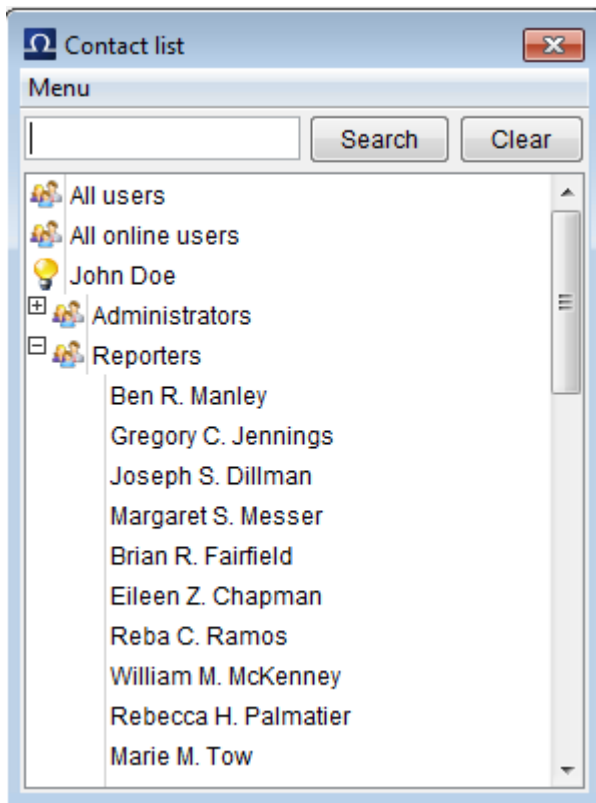 Ω Contact list
Menu
Search Clear
All users
All online users
John Doe
Administrators
Reporters
Ben R. Manley
Gregory C. Jennings
Joseph S. Dillman
Margaret S. Messer
Brian R. Fairfield
Eileen Z. Chapman
Reba C. Ramos
William M. McKenney
Rebecca H. Palmatier
Marie M. Tow